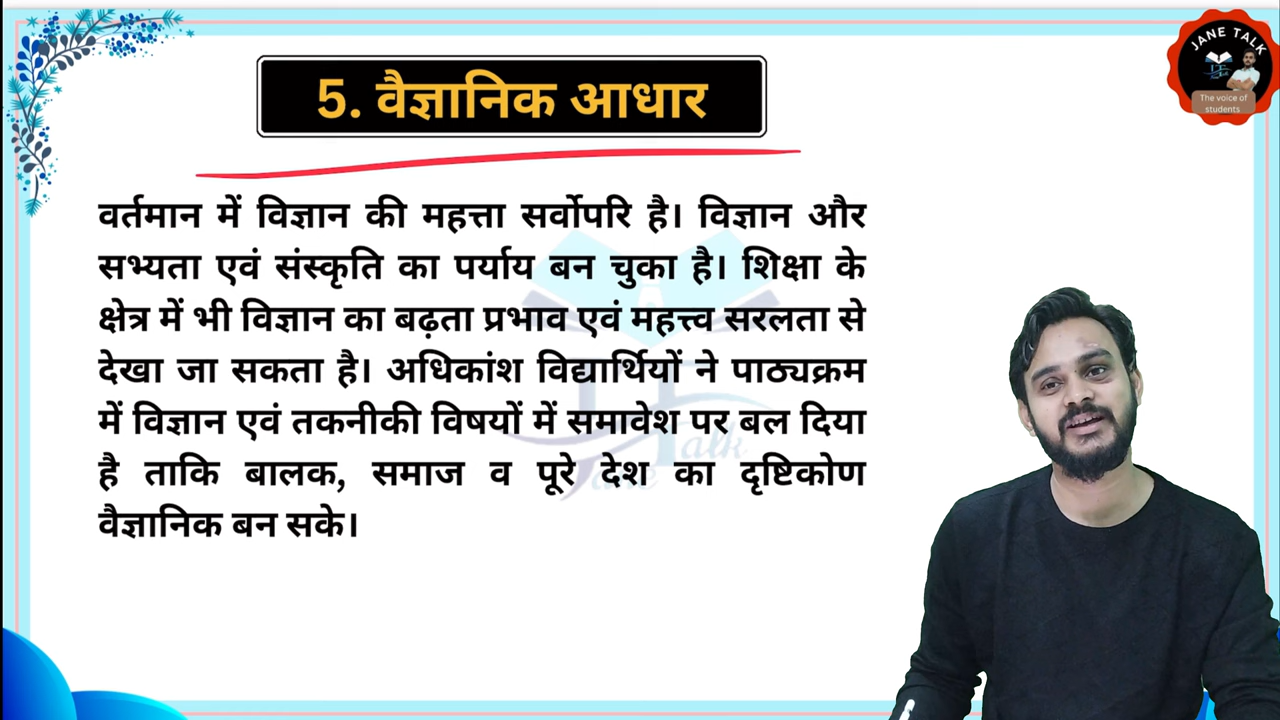 5. वैज्ञानिक आधार
वर्तमान में विज्ञान की महत्ता सर्वोपरि है। विज्ञान और
सभ्यता एवं संस्कृति का पर्याय बन चुका है। शिक्षा के
क्षेत्र में भी विज्ञान का बढ़ता प्रभाव एवं महत्त्व सरलता से
देखा जा सकता है। अधिकांश विद्यार्थियों ने पाठ्यक्रम
में विज्ञान एवं तकनीकी विषयों में समावेश पर बल दिया
है ताकि बालक, समाज व पूरे देश का दृष्टिकोण
वैज्ञानिक बन सके।
JANE TALK
The voice of
students
Jane Talk